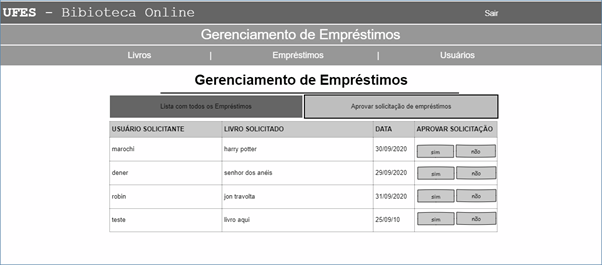 UFES - Bibioteca Online
Sair
Gerenciamento de Empréstimos
Livros | Empréstimos | Usuários
Gerenciamento de Empréstimos
Lista com todos os Empréstimos Aprovar solicitação de empréstimos
USUÁRIO SOLICITANTE LIVRO SOLICITADO DATA APROVAR SOLICITAÇÃO
marochi harry potter 30/09/2020 sim não
dener senhor dos anéis 29/09/2020 sim não
robin jon travolta 31/09/2020 sim não
teste livro aqui 25/09/10 sim não